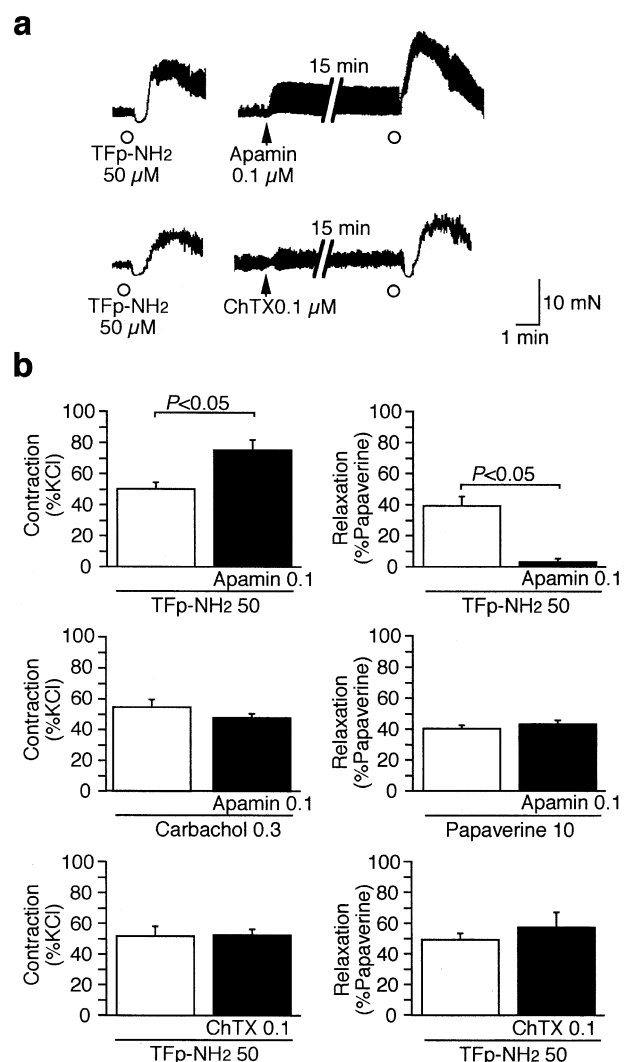 a
15 min
TFp-NH2
50 µM
Apamin
0.1 µM
15 min
TFp-NH2
50 µM
ChTX0.1 µM
10 mN
1 min
b
Contraction
(%KCl)
100
80
60
40
20
0
P<0.05
Apamin 0.1
TFp-NH2 50
Relaxation
(%Papaverine)
100
80
60
40
20
0
P<0.05
Apamin 0.1
TFp-NH2 50
Contraction
(%KCl)
100
80
60
40
20
0
Apamin 0.1
Carbachol 0.3
Relaxation
(%Papaverine)
100
80
60
40
20
0
Apamin 0.1
Papaverine 10
Contraction
(%KCl)
100
80
60
40
20
0
ChTX 0.1
TFp-NH2 50
Relaxation
(%Papaverine)
100
80
60
40
20
0
ChTX 0.1
TFp-NH2 50